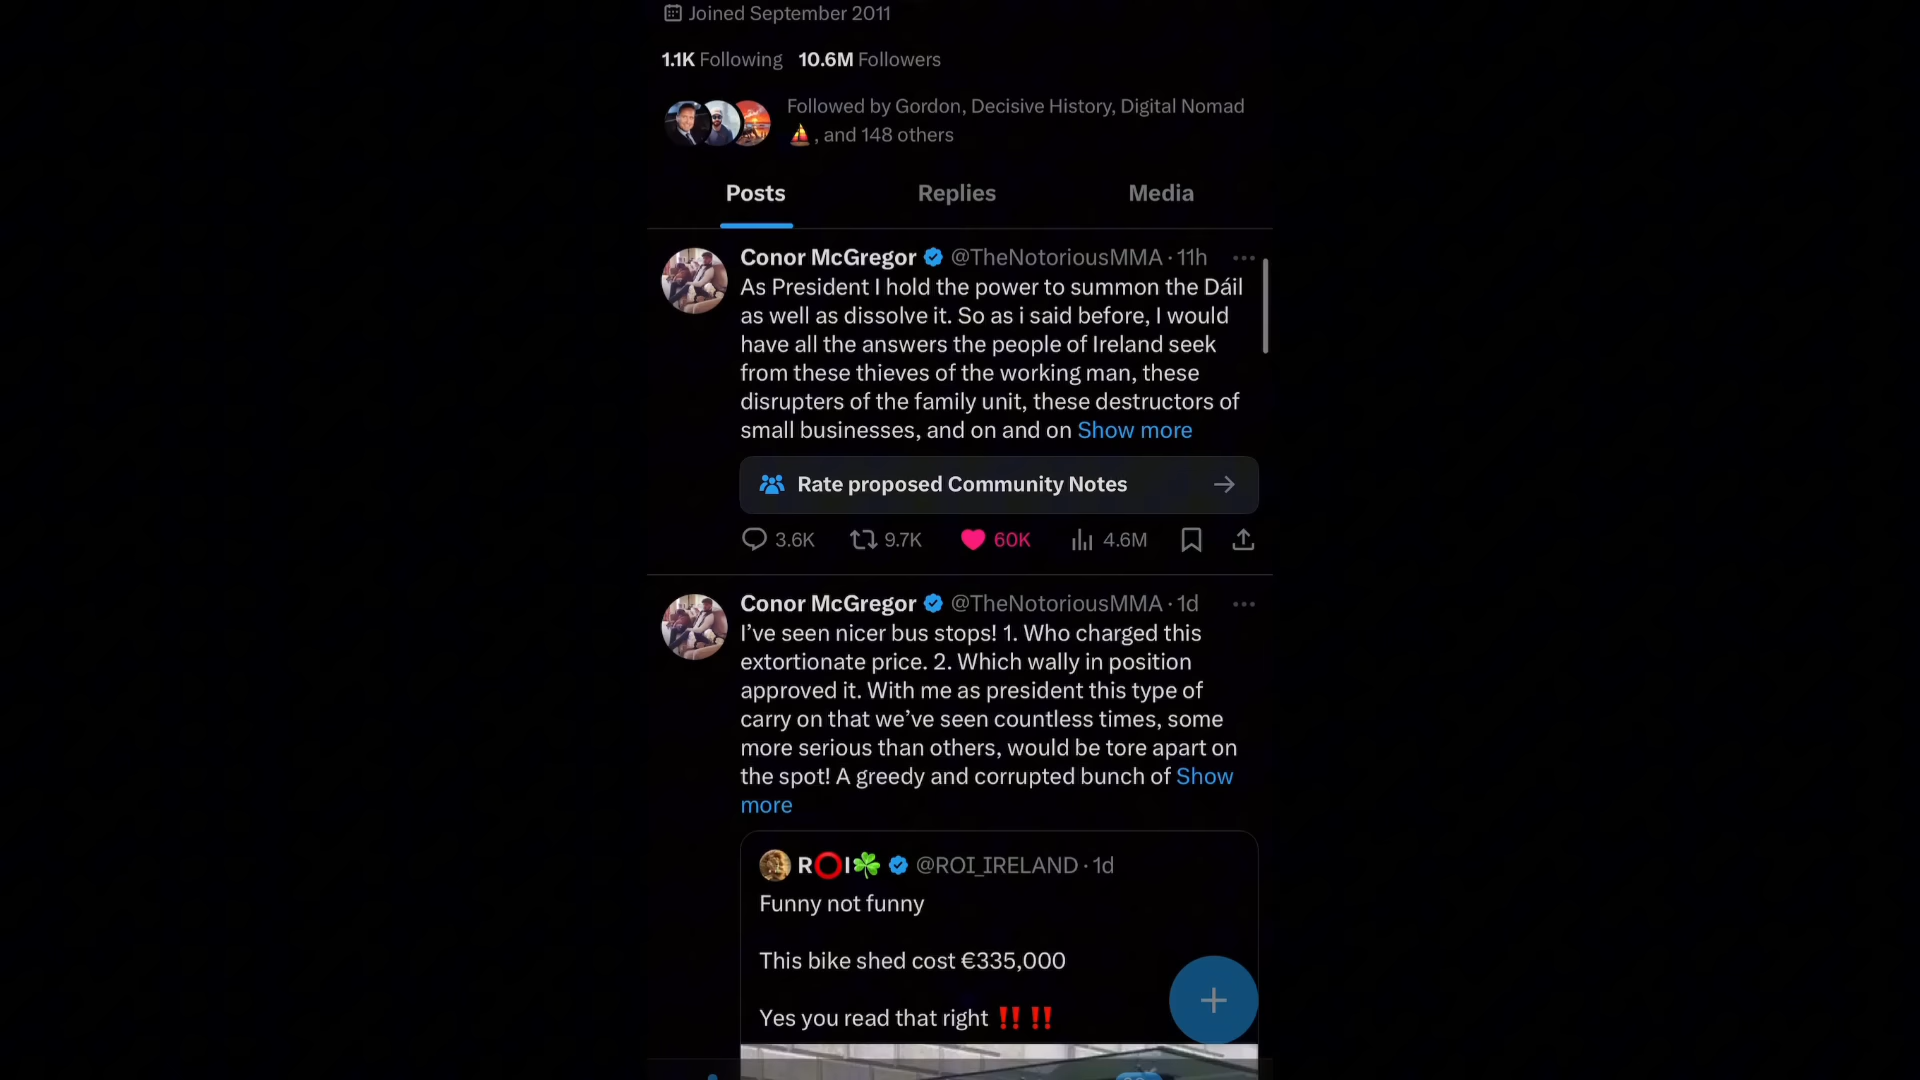 Joined September 2011
1.1K Following 10.6M Followers
Followed by Gordon, Decisive History, Digital Nomad
⛵, and 148 others
Posts Replies Media
Conor McGregor @TheNotoriousMMA · 11h
As President I hold the power to summon the Dáil
as well as dissolve it. So as i said before, I would
have all the answers the people of Ireland seek
from these thieves of the working man, these
disrupters of the family unit, these destructors of
small businesses, and on and on Show more
Rate proposed Community Notes
3.6K 9.7K 60K 4.6M
Conor McGregor @TheNotoriousMMA · 1d
I’ve seen nicer bus stops! 1. Who charged this
extortionate price. 2. Which wally in position
approved it. With me as president this type of
carry on that we’ve seen countless times, some
more serious than others, would be tore apart on
the spot! A greedy and corrupted bunch of Show
more
R⭕I☘️ @ROI_IRELAND · 1d
Funny not funny
This bike shed cost €335,000
Yes you read that right ‼️ ‼️